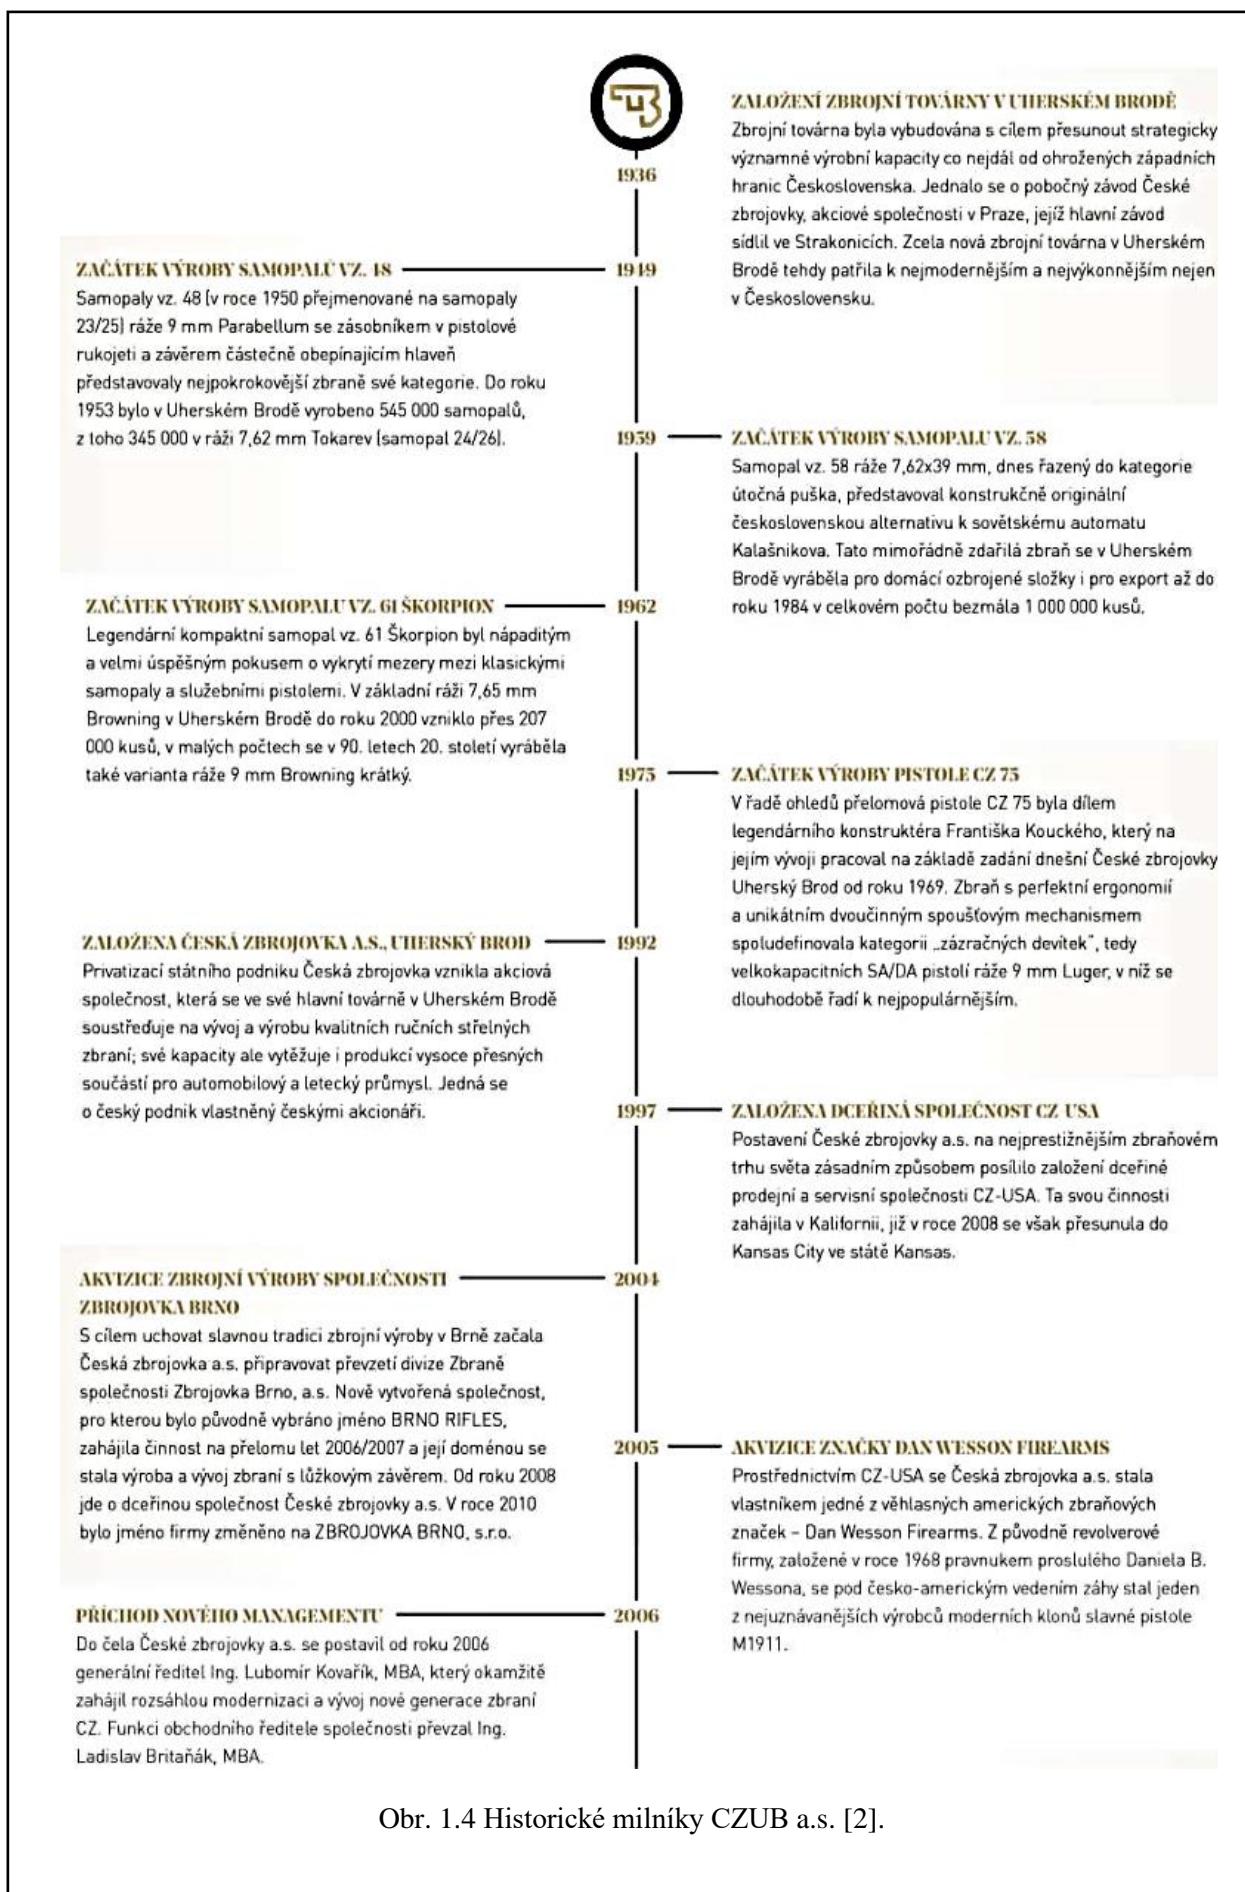 1936
ZALOŽENÍ ZBROJNÍ TOVÁRNY V UHERSKÉM BRODĚ
Zbrojní továrna byla vybudována s cílem přesunout strategicky
významné výrobní kapacity co nejdál od ohrožených západních
hranic Československa. Jednalo se o pobočný závod České
zbrojovky, akciové společnosti v Praze, jejíž hlavní závod
sídlil ve Strakonicích. Zcela nová zbrojní továrna v Uherském
Brodě tehdy patřila k nejmodernějším a nejvýkonnějším nejen
v Československu.
ZAČÁTEK VÝROBY SAMOPALŮ VZ. 48
1949
Samopaly vz. 48 (v roce 1950 přejmenované na samopaly
23/25) ráže 9 mm Parabellum se zásobníkem v pistolové
rukojeti a závěrem částečně obepínajícím hlaveň
představovaly nejpokrokovější zbraně své kategorie. Do roku
1953 bylo v Uherském Brodě vyrobeno 545 000 samopalů,
z toho 345 000 v ráži 7,62 mm Tokarev (samopal 24/26).
1959
ZAČÁTEK VÝROBY SAMOPALU VZ. 58
Samopal vz. 58 ráže 7,62x39 mm, dnes řazený do kategorie
útočná puška, představoval konstrukčně originální
československou alternativu k sovětskému automatu
Kalašnikova. Tato mimořádně zdařilá zbraň se v Uherském
Brodě vyráběla pro domácí ozbrojené složky i pro export až do
roku 1984 v celkovém počtu bezmála 1 000 000 kusů.
ZAČÁTEK VÝROBY SAMOPALU VZ. 61 ŠKORPION
1962
Legendární kompaktní samopal vz. 61 Škorpion byl nápaditým
a velmi úspěšným pokusem o vykrytí mezery mezi klasickými
samopaly a služebními pistolemi. V základní ráži 7,65 mm
Browning v Uherském Brodě do roku 2000 vzniklo přes 207
000 kusů, v malých počtech se v 90. letech 20. století vyráběla
také varianta ráže 9 mm Browning krátký.
1975
ZAČÁTEK VÝROBY PISTOLE CZ 75
V řadě ohledů přelomová pistole CZ 75 byla dílem
legendárního konstruktéra Františka Kouckého, který na
jejím vývoji pracoval na základě zadání dnešní České zbrojovky
Uherský Brod od roku 1969. Zbraň s perfektní ergonomií
a unikátním dvoučinným spoušťovým mechanismem
spoludefinovala kategorii „zázračných devítek", tedy
velkokapacitních SA/DA pistolí ráže 9 mm Luger, v níž se
dlouhodobě řadí k nejpopulárnějším.
ZALOŽENA ČESKÁ ZBROJOVKA A.S., UHERSKÝ BROD
1992
Privatizací státního podniku Česká zbrojovka vznikla akciová
společnost, která se ve své hlavní továrně v Uherském Brodě
soustřeďuje na vývoj a výrobu kvalitních ručních střelných
zbraní; své kapacity ale vytěžuje i produkcí vysoce přesných
součástí pro automobilový a letecký průmysl. Jedná se
o český podnik vlastněný českými akcionáři.
1997
ZALOŽENA DCEŘINÁ SPOLEČNOST CZ-USA
Postavení České zbrojovky a.s. na nejprestižnějším zbraňovém
trhu světa zásadním způsobem posílilo založení dceřiné
prodejní a servisní společnosti CZ-USA. Ta svou činnosti
zahájila v Kalifornii, již v roce 2008 se však přesunula do
Kansas City ve státě Kansas.
AKVIZICE ZBROJNÍ VÝROBY SPOLEČNOSTI
ZBROJOVKA BRNO
2004
S cílem uchovat slavnou tradici zbrojní výroby v Brně začala
Česká zbrojovka a.s. připravovat převzetí divize Zbraně
společnosti Zbrojovka Brno, a.s. Nově vytvořená společnost,
pro kterou bylo původně vybráno jméno BRNO RIFLES,
zahájila činnost na přelomu let 2006/2007 a její doménou se
stala výroba a vývoj zbraní s lůžkovým závěrem. Od roku 2008
jde o dceřinou společnost České zbrojovky a.s. V roce 2010
bylo jméno firmy změněno na ZBROJOVKA BRNO, s.r.o.
2005
AKVIZICE ZNAČKY DAN WESSON FIREARMS
Prostřednictvím CZ-USA se Česká zbrojovka a.s. stala
vlastníkem jedné z věhlasných amerických zbraňových
značek – Dan Wesson Firearms. Z původně revolverové
firmy, založené v roce 1968 pravnukem proslulého Daniela B.
Wessona, se pod česko-americkým vedením záhy stal jeden
z nejuznávanějších výrobců moderních klonů slavné pistole
M1911.
PŘÍCHOD NOVÉHO MANAGEMENTU
2006
Do čela České zbrojovky a.s. se postavil od roku 2006
generální ředitel Ing. Lubomír Kovařík, MBA, který okamžitě
zahájil rozsáhlou modernizaci a vývoj nové generace zbraní
CZ. Funkci obchodního ředitele společnosti převzal Ing.
Ladislav Britaňák, MBA.
Obr. 1.4 Historické milníky CZUB a.s. [2].